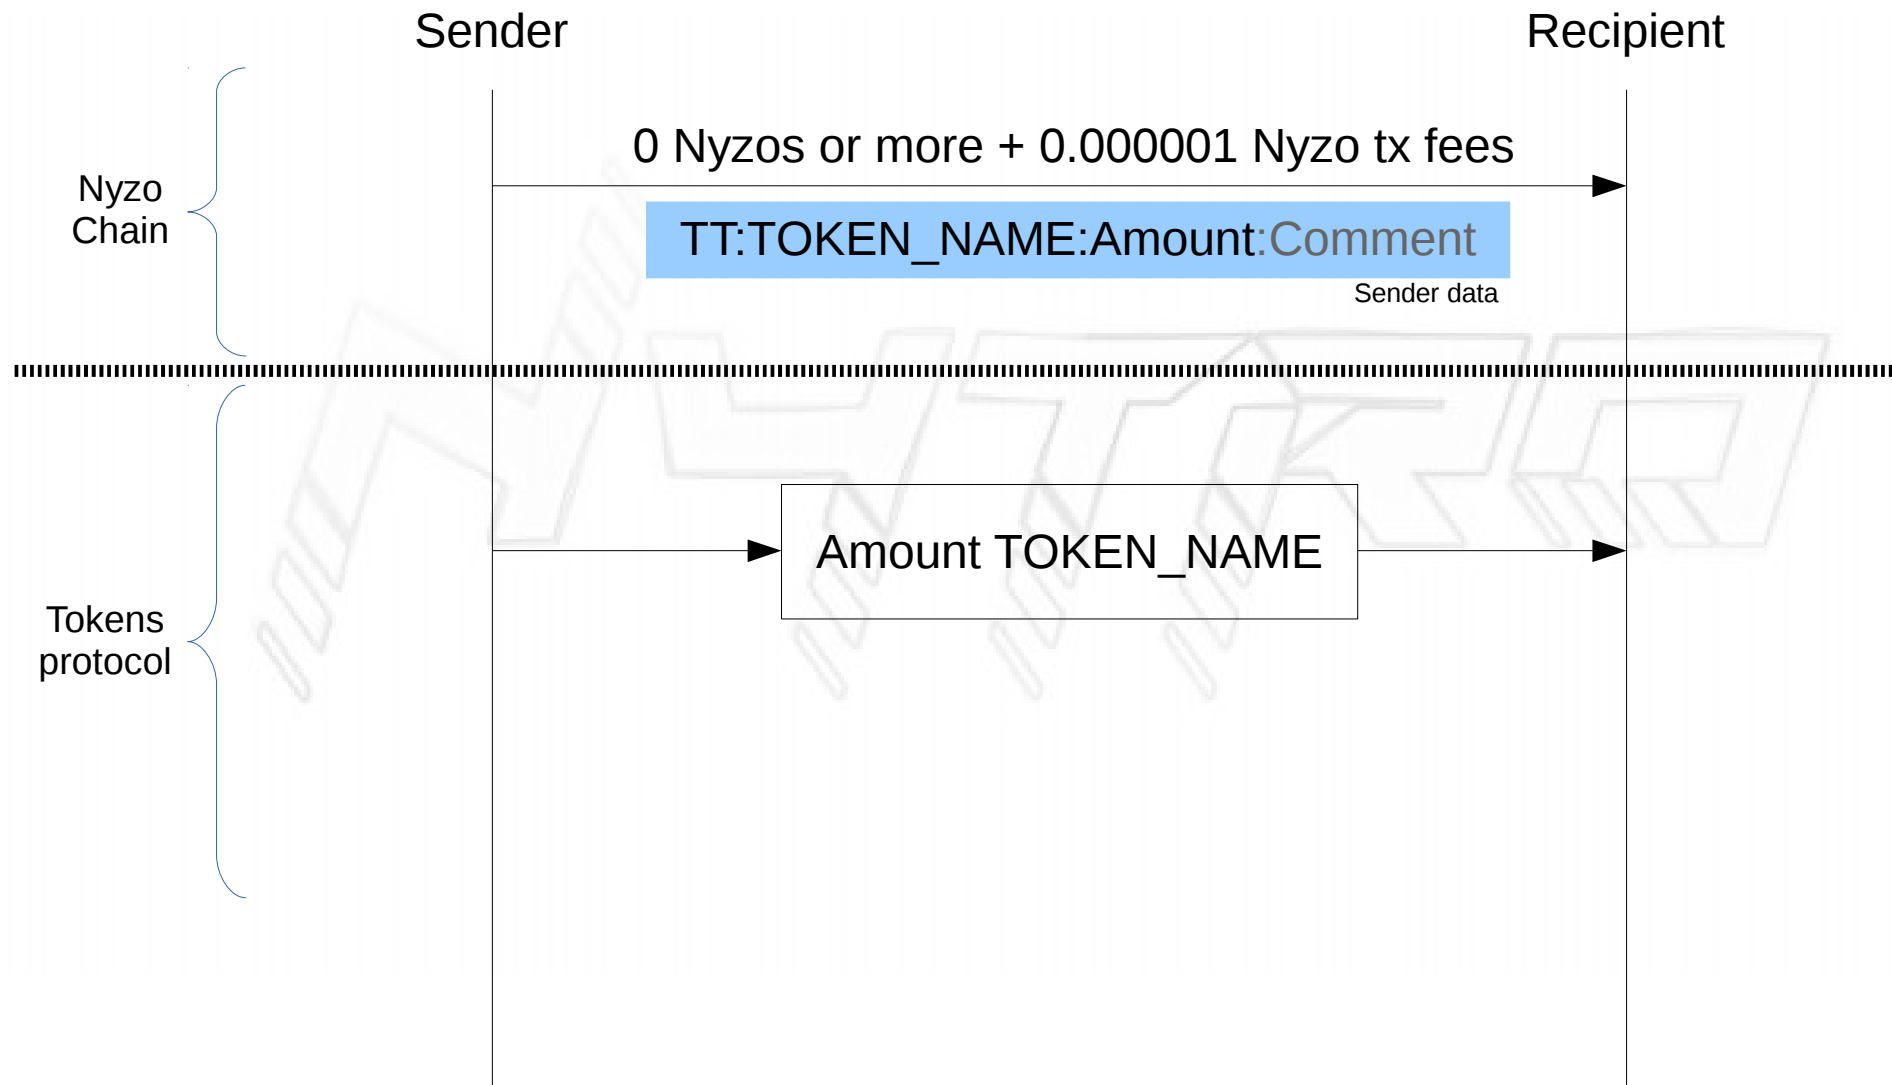 Sender
Recipient
0 Nyzos or more + 0.000001 Nyzo tx fees
Nyzo
Chain
TT:TOKEN_NAME:Amount:Comment
Sender data
NYTRO
Amount TOKEN_NAME
Tokens
protocol